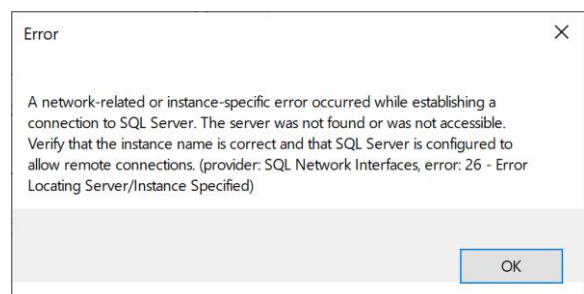 Error
A network-related or instance-specific error occurred while establishing a
connection to SQL Server. The server was not found or was not accessible.
Verify that the instance name is correct and that SQL Server is configured to
allow remote connections. (provider: SQL Network Interfaces, error: 26 - Error
Locating Server/Instance Specified)
OK